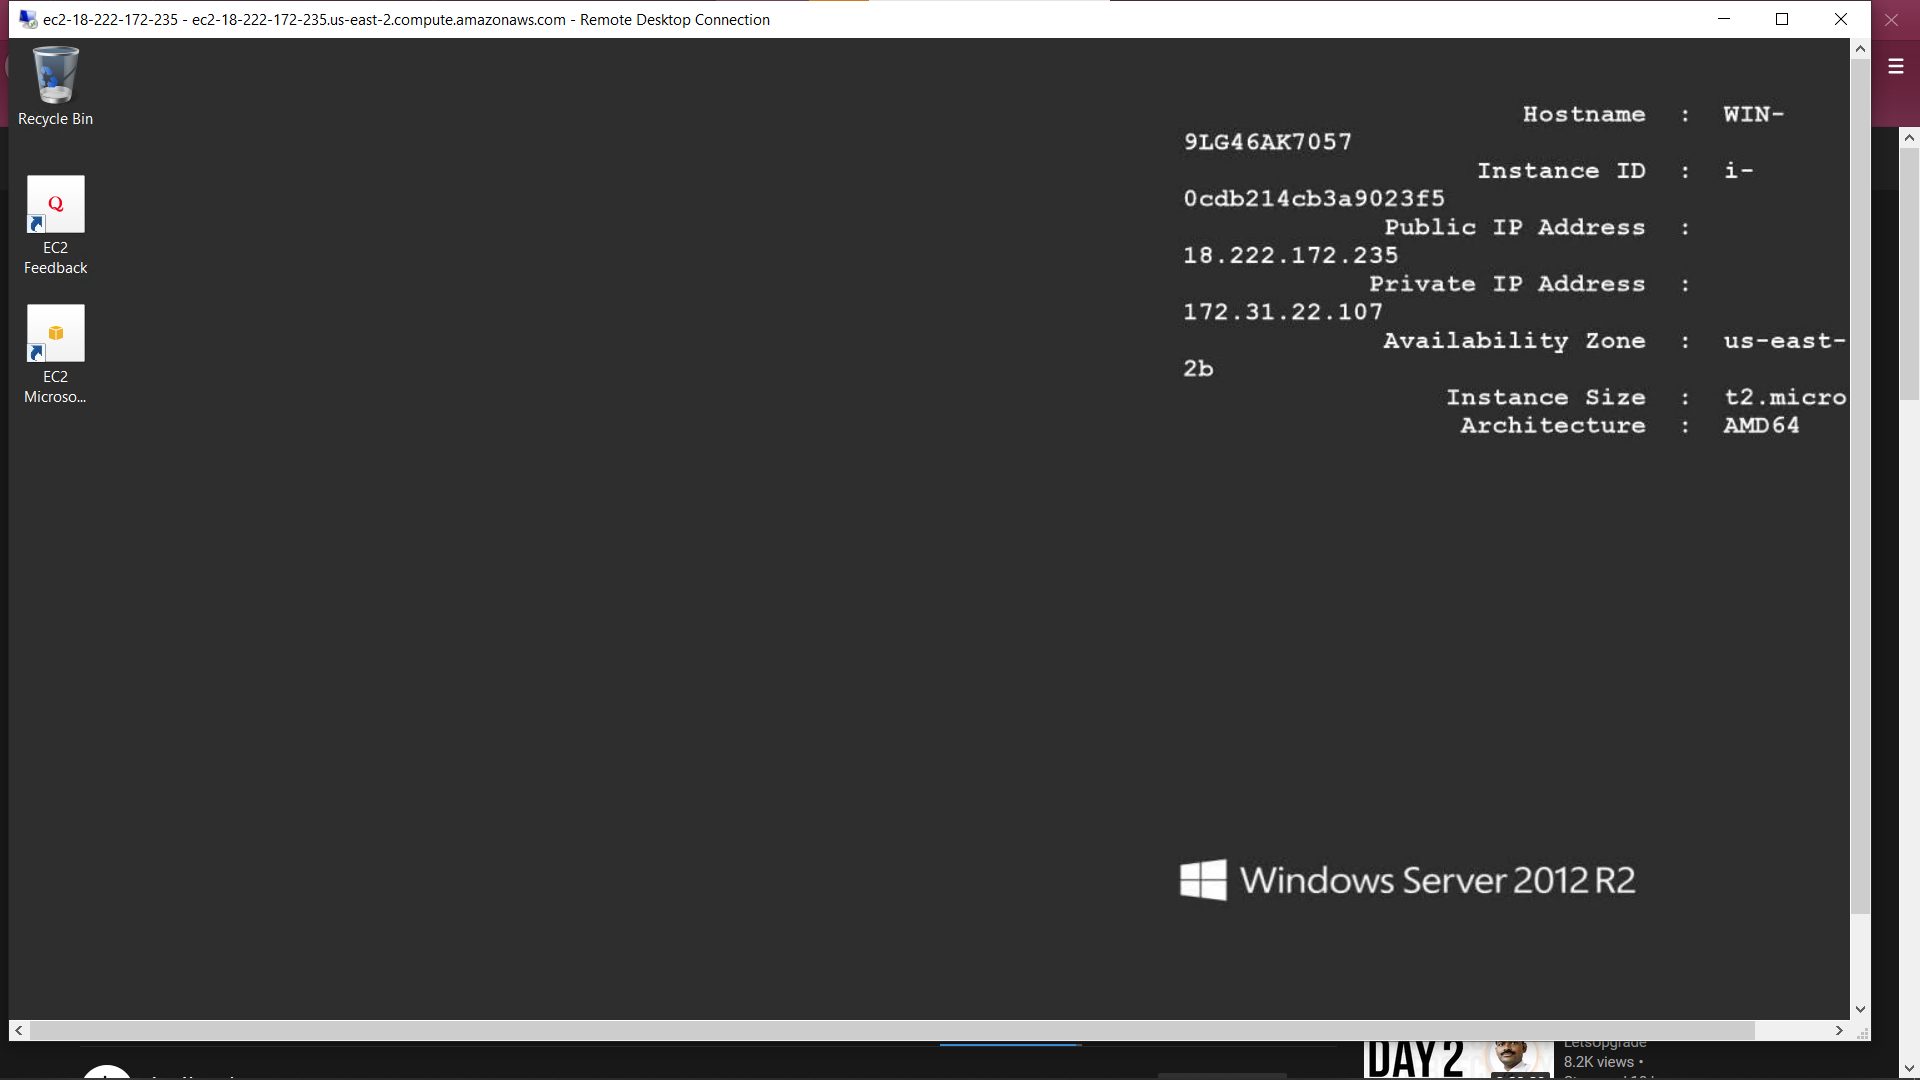 ec2-18-222-172-235 - ec2-18-222-172-235.us-east-2.compute.amazonaws.com - Remote Desktop Connection
Recycle Bin
Q
EC2
Feedback
EC2
Microso...
Hostname : WIN-
9LG46AK7057
Instance ID : i-
0cdb214cb3a9023f5
Public IP Address :
18.222.172.235
Private IP Address :
172.31.22.107
Availability Zone : us-east-
2b
Instance Size : t2.micro
Architecture : AMD64
Windows Server 2012 R2
DAY 2
LetsUpgrade
8.2K views •